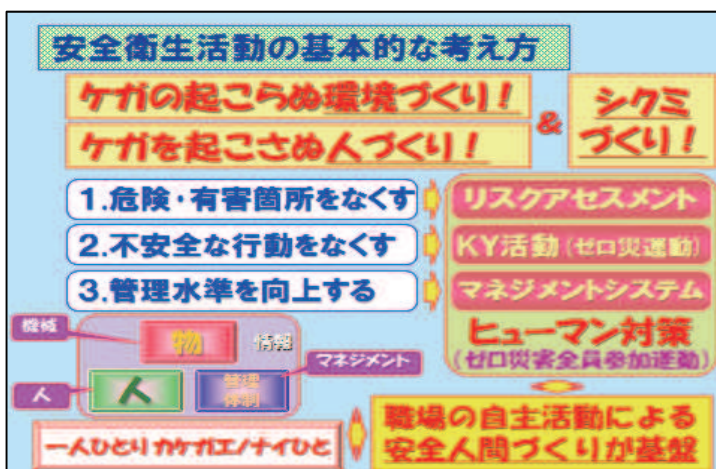 安全衛生活動の基本的な考え方
ケガの起こらぬ環境づくり！
ケガを起こさぬ人づくり！
&
シクミ
づくり！
1.危険・有害箇所をなくす
リスクアセスメント
2.不安全な行動をなくす
KY活動(ゼロ災運動)
3.管理水準を向上する
マネジメントシステム
ヒューマン対策
(ゼロ災害全員参加運動)
機械
物
情報
マネジメント
人
人
管理
体制
一人ひとりカケガエノナイひと
職場の自主活動による
安全人間づくりが基盤